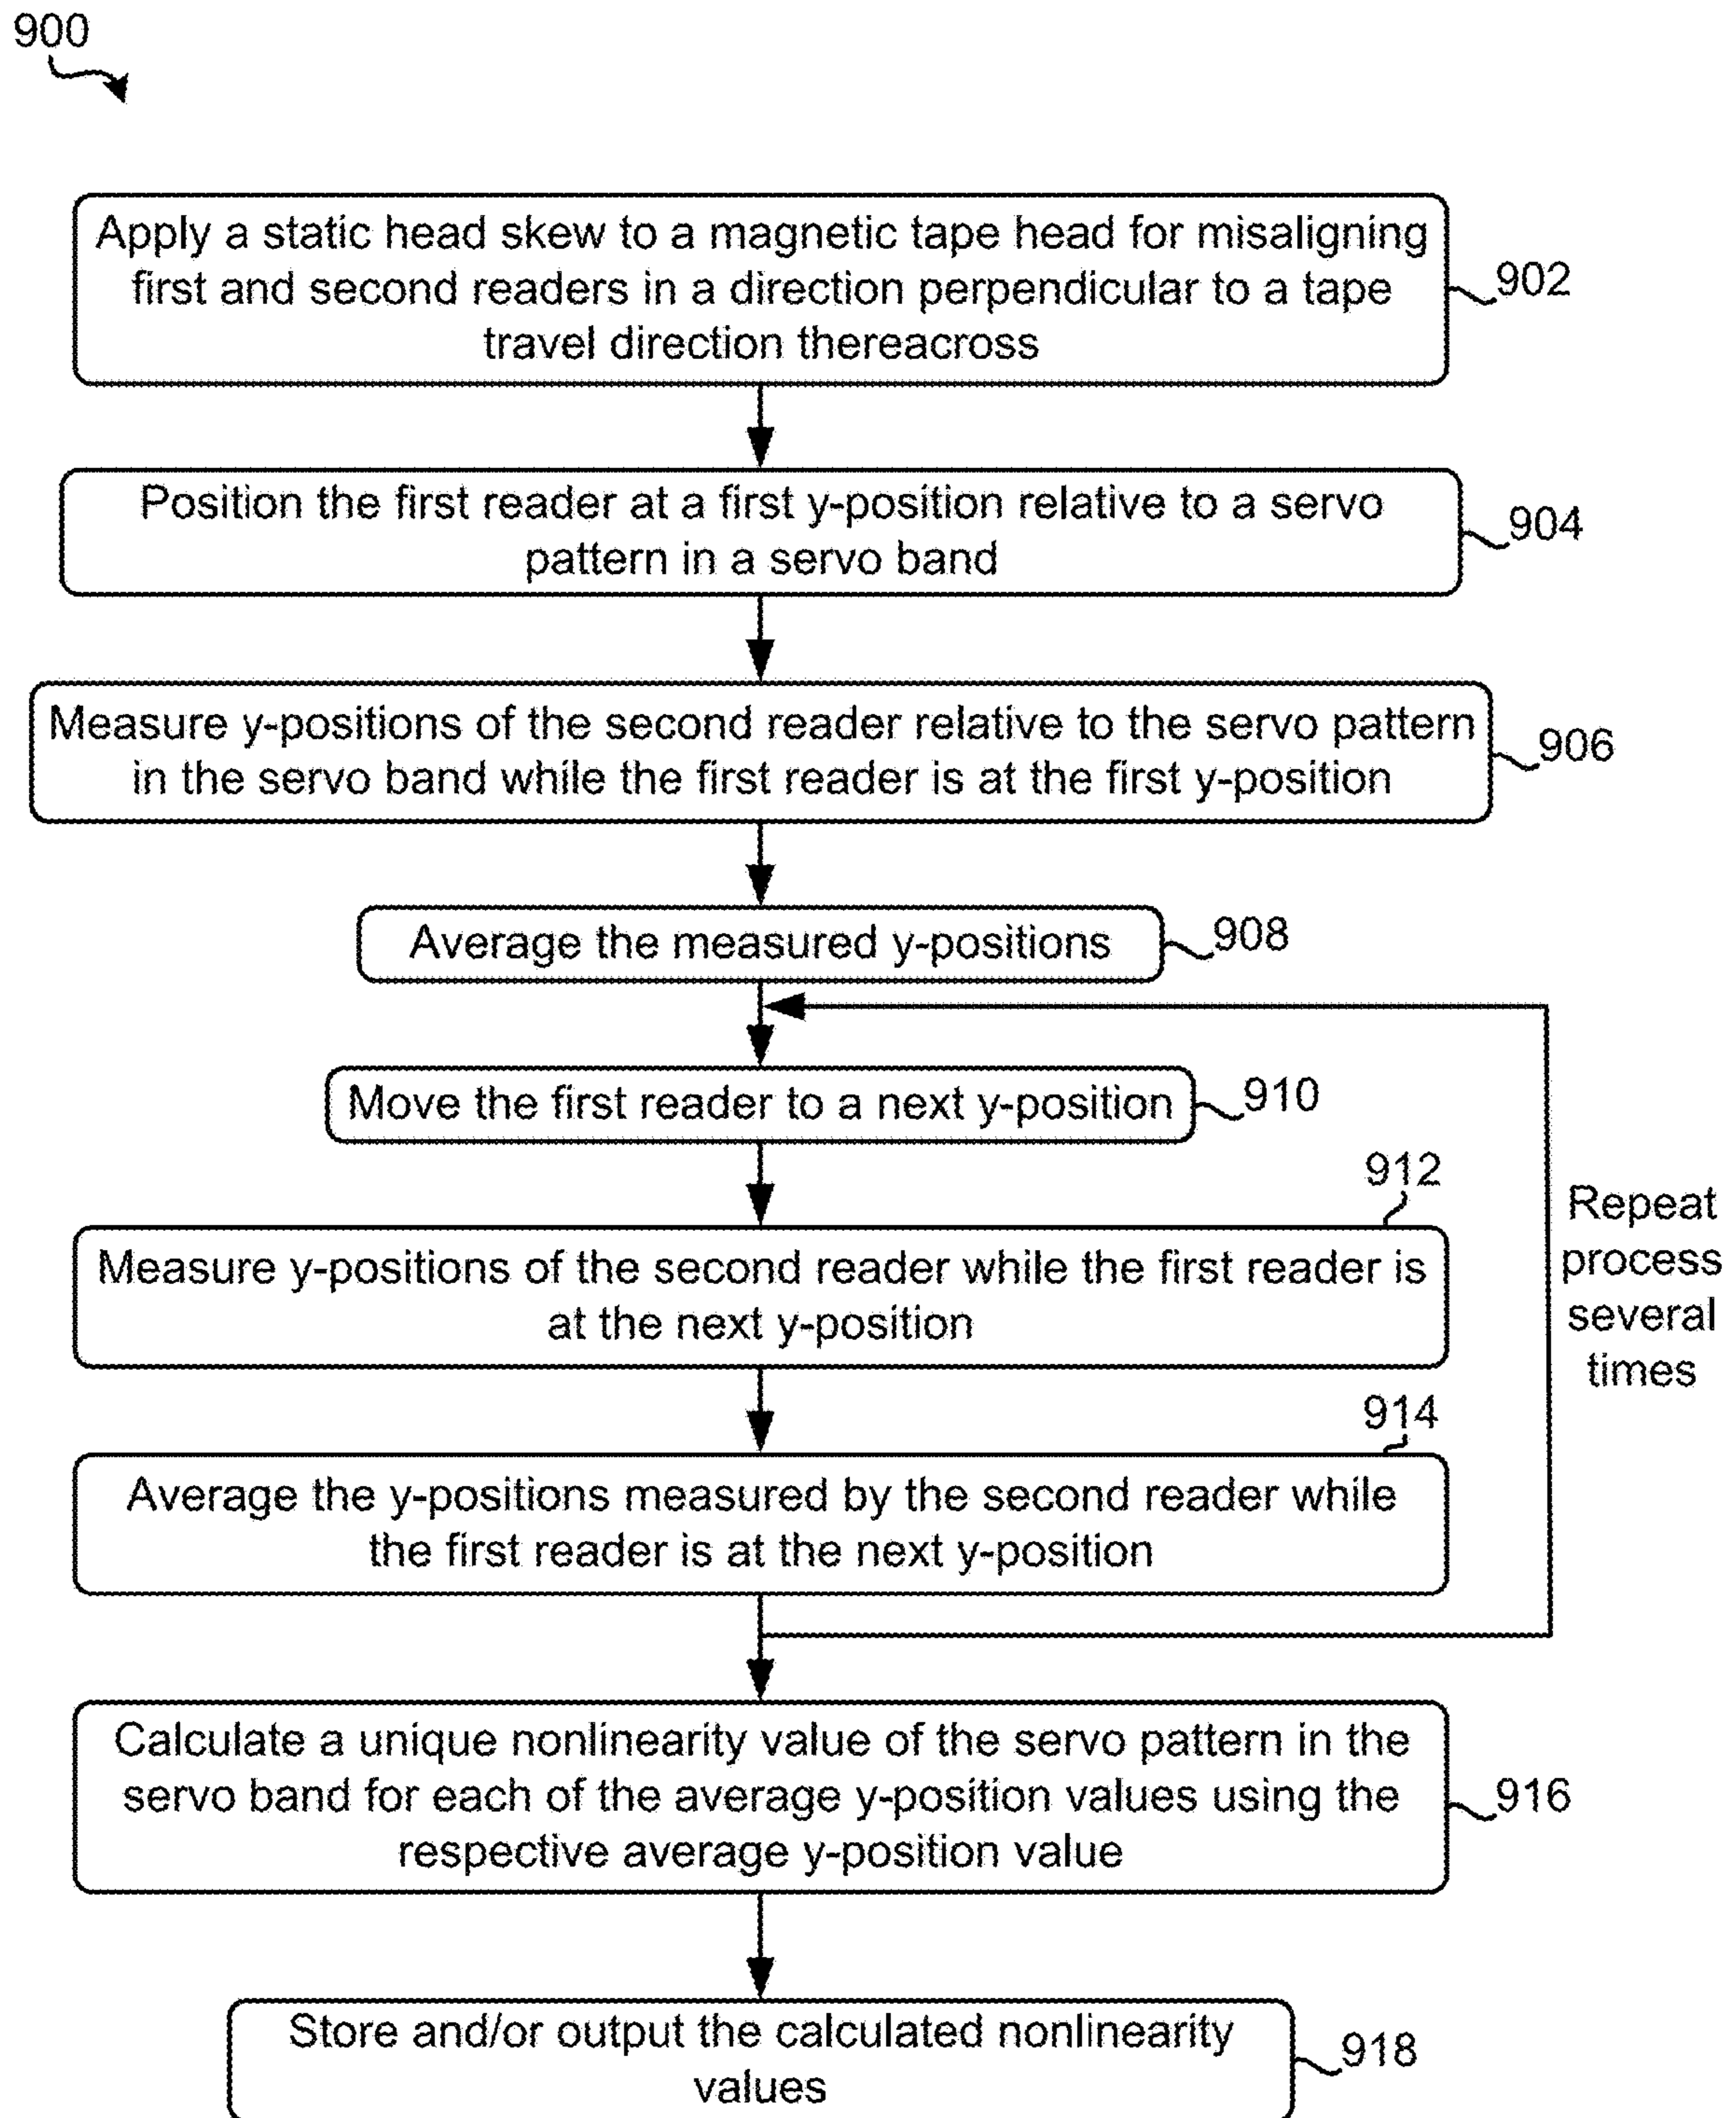 900
Apply a static head skew to a magnetic tape head for misaligning
first and second readers in a direction perpendicular to a tape
travel direction thereacross
902
Position the first reader at a first y-position relative to a servo
pattern in a servo band
904
Measure y-positions of the second reader relative to the servo pattern
in the servo band while the first reader is at the first y-position
906
Average the measured y-positions
908
Move the first reader to a next y-position
910
912
Measure y-positions of the second reader while the first reader is
at the next y-position
Repeat
process
several
times
914
Average the y-positions measured by the second reader while
the first reader is at the next y-position
Calculate a unique nonlinearity value of the servo pattern in the
servo band for each of the average y-position values using the
respective average y-position value
916
Store and/or output the calculated nonlinearity
values
918